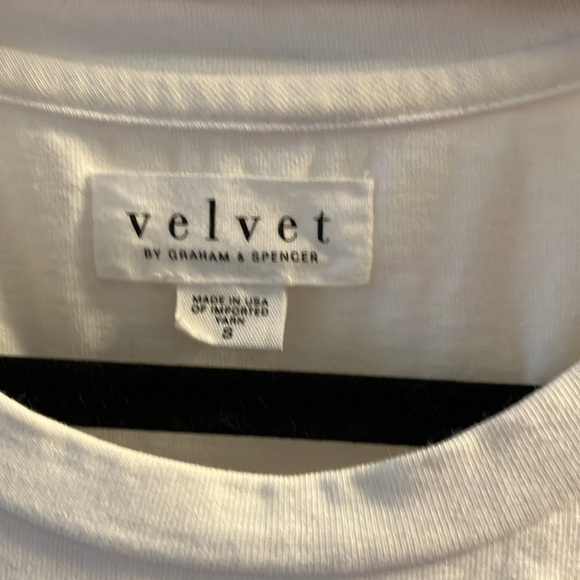 velvet
BY GRAHAM & SPENCER
MADE IN USA
OF IMPORTED
YARN
S